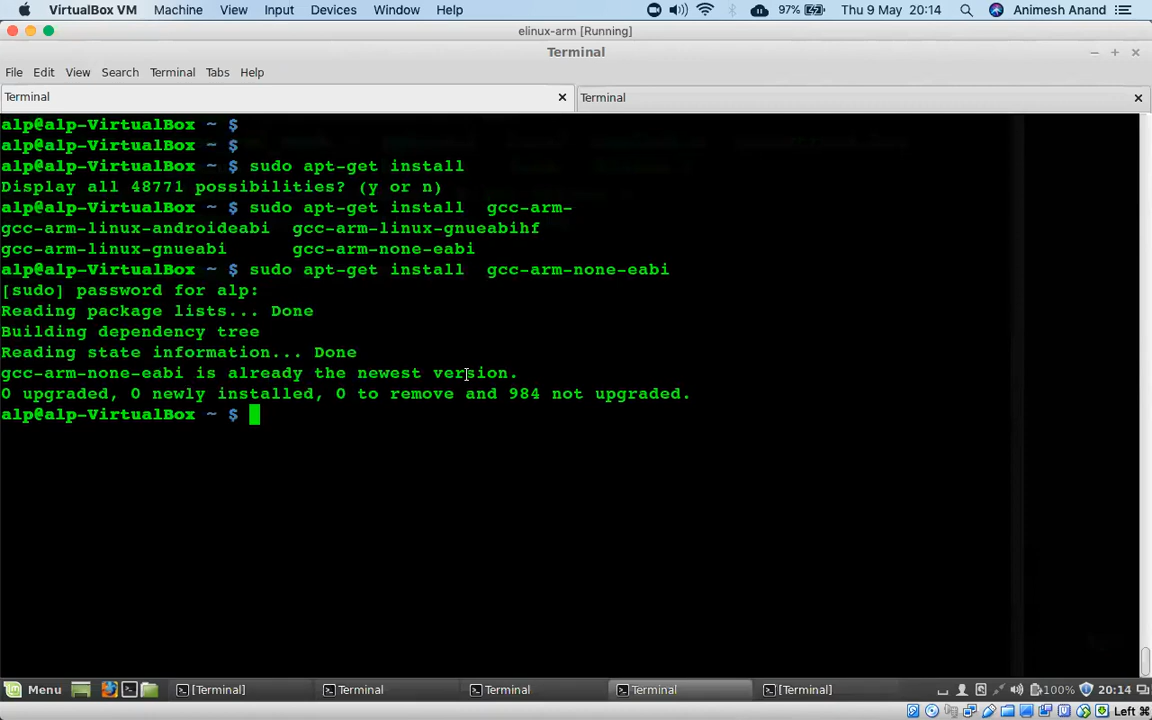 VirtualBox VM Machine View Input Devices Window Help 97% Thu 9 May 20:14 Animesh Anand
elinux-arm [Running]
Terminal
File Edit View Search Terminal Tabs Help
Terminal Terminal
alp@alp-VirtualBox ~ $
alp@alp-VirtualBox ~ $
alp@alp-VirtualBox ~ $ sudo apt-get install
Display all 48771 possibilities? (y or n)
alp@alp-VirtualBox ~ $ sudo apt-get install  gcc-arm-
gcc-arm-linux-androideabi  gcc-arm-linux-gnueabihf
gcc-arm-linux-gnueabi      gcc-arm-none-eabi
alp@alp-VirtualBox ~ $ sudo apt-get install  gcc-arm-none-eabi
[sudo] password for alp:
Reading package lists... Done
Building dependency tree
Reading state information... Done
gcc-arm-none-eabi is already the newest version.
0 upgraded, 0 newly installed, 0 to remove and 984 not upgraded.
alp@alp-VirtualBox ~ $
Menu [Terminal] Terminal Terminal Terminal [Terminal] 100% 20:14
Left ⌘